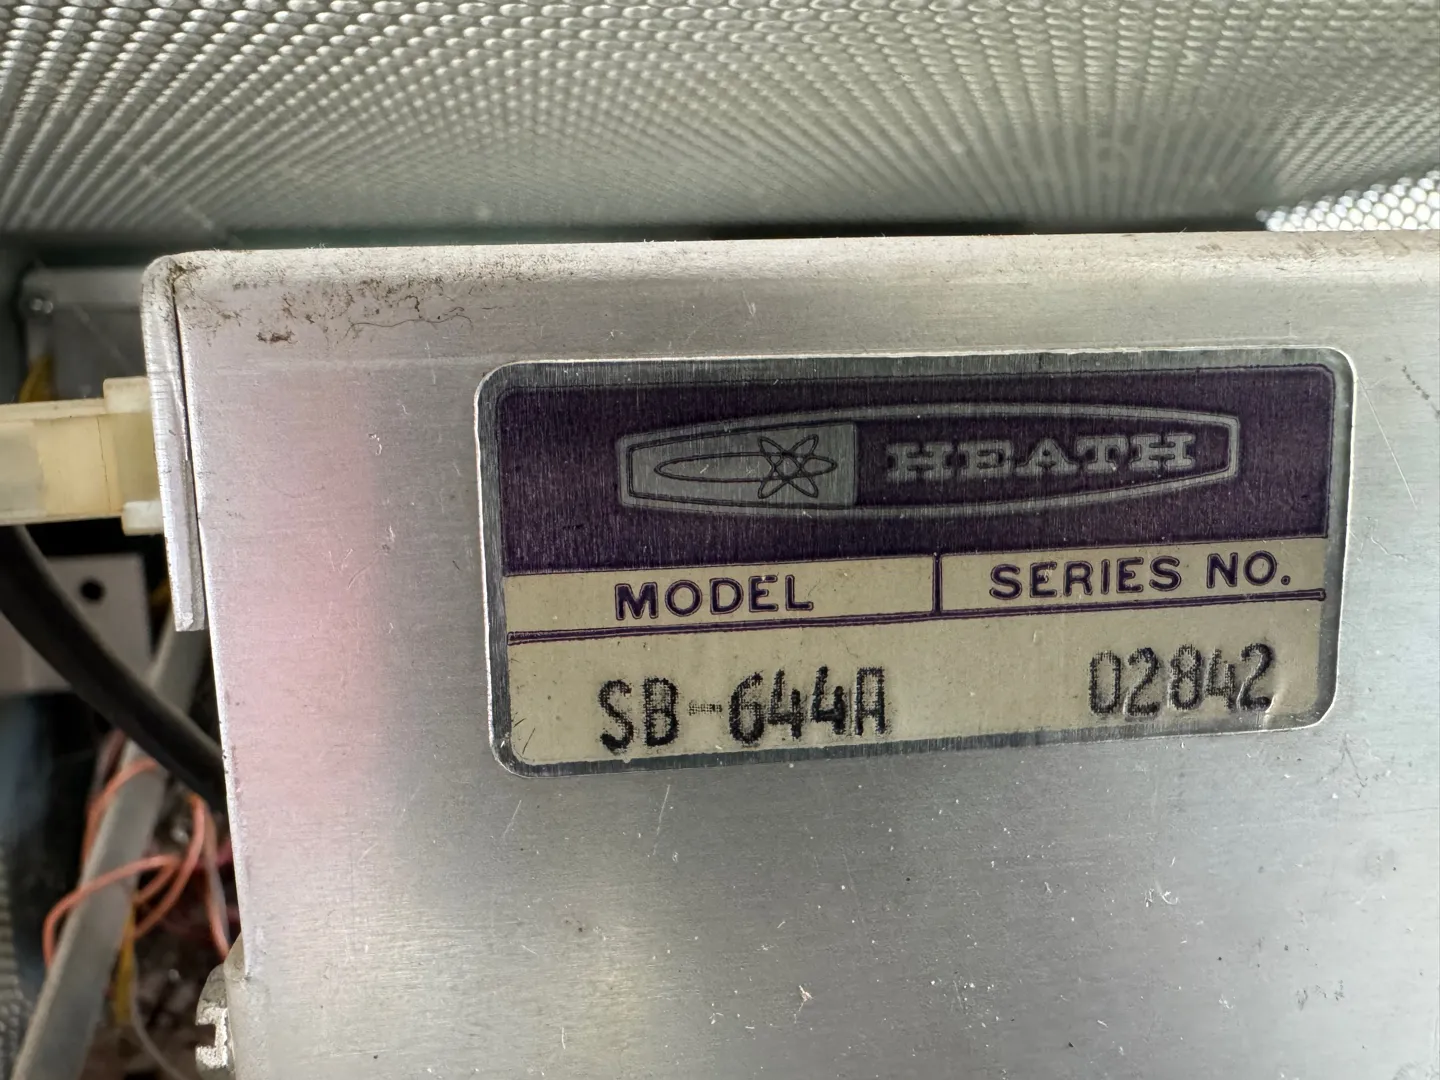 HEATH
MODEL SERIES NO.
SB-644A 02842